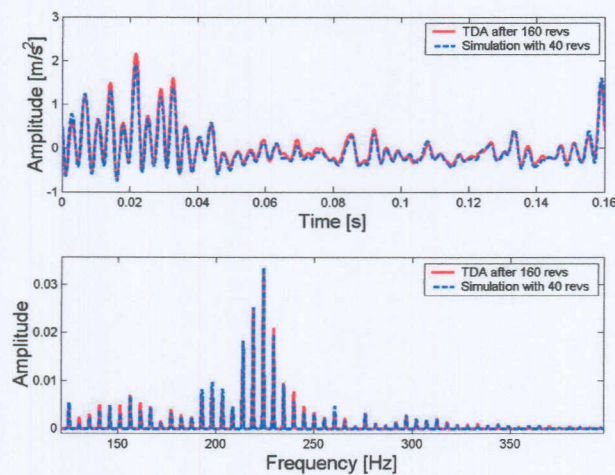 3
2
1
0
-1
Amplitude [m/s²]
TDA after 160 revs
Simulation with 40 revs
0
0.02
0.04
0.06
0.08
0.1
0.12
0.14
0.16
Time [s]
0.03
0.02
0.01
0
Amplitude
TDA after 160 revs
Simulation with 40 revs
150
200
250
300
350
Frequency [Hz]